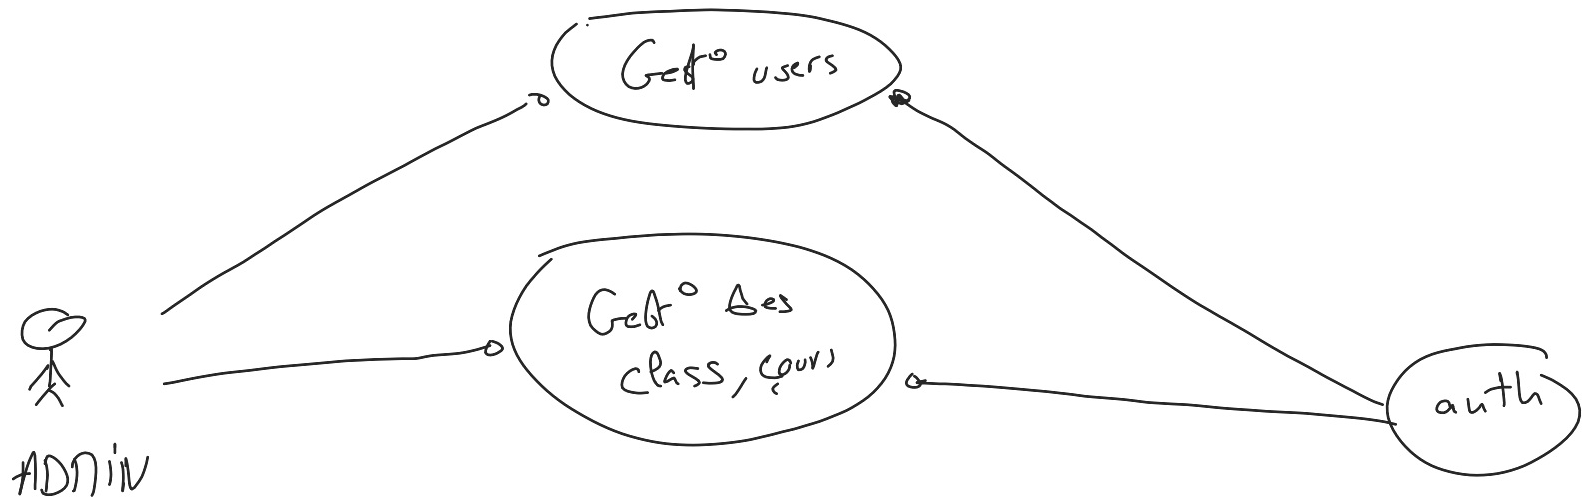 Gest° users
Gest° des
class, cours
auth
ADMIN